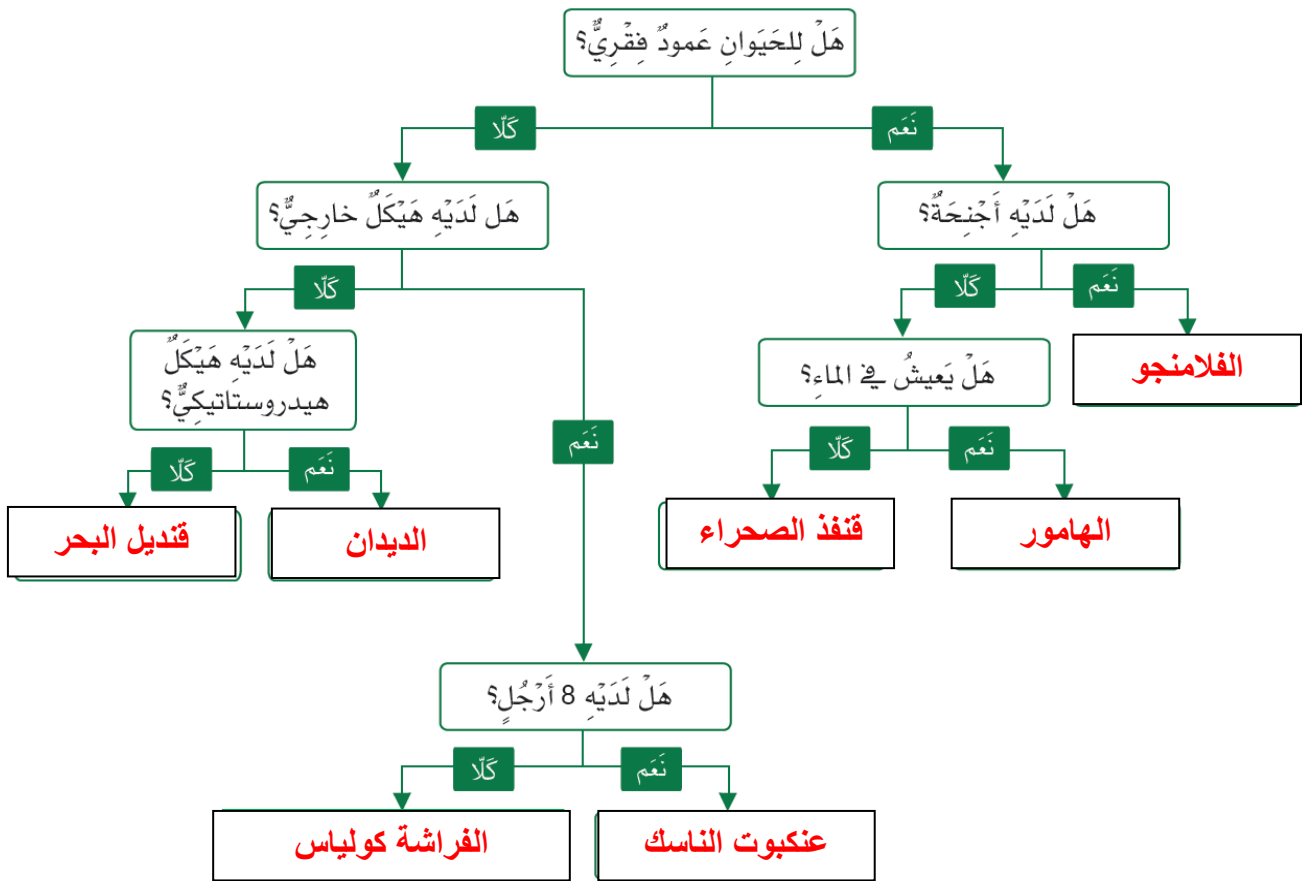 هَلْ لِلحَيَوانِ عَمودٌ فِقْرِيٌّ؟
نَعَم
كَلّا
هَلْ لَدَيْهِ أَجْنِحَةٌ؟
هَل لَدَيْهِ هَيْكَلٌ خارِجِيٌّ؟
نَعَم
كَلّا
كَلّا
الفلامنجو
هَلْ يَعيشُ في الماءِ؟
هَلْ لَدَيْهِ هَيْكَلٌ
هيدروستاتيكِيٌّ؟
نَعَم
نَعَم
كَلّا
نَعَم
كَلّا
الهامور
قنفذ الصحراء
الديدان
قنديل البحر
هَلْ لَدَيْهِ 8 أَرْجُلٍ؟
نَعَم
كَلّا
عنكبوت الناسك
الفراشة كولياس